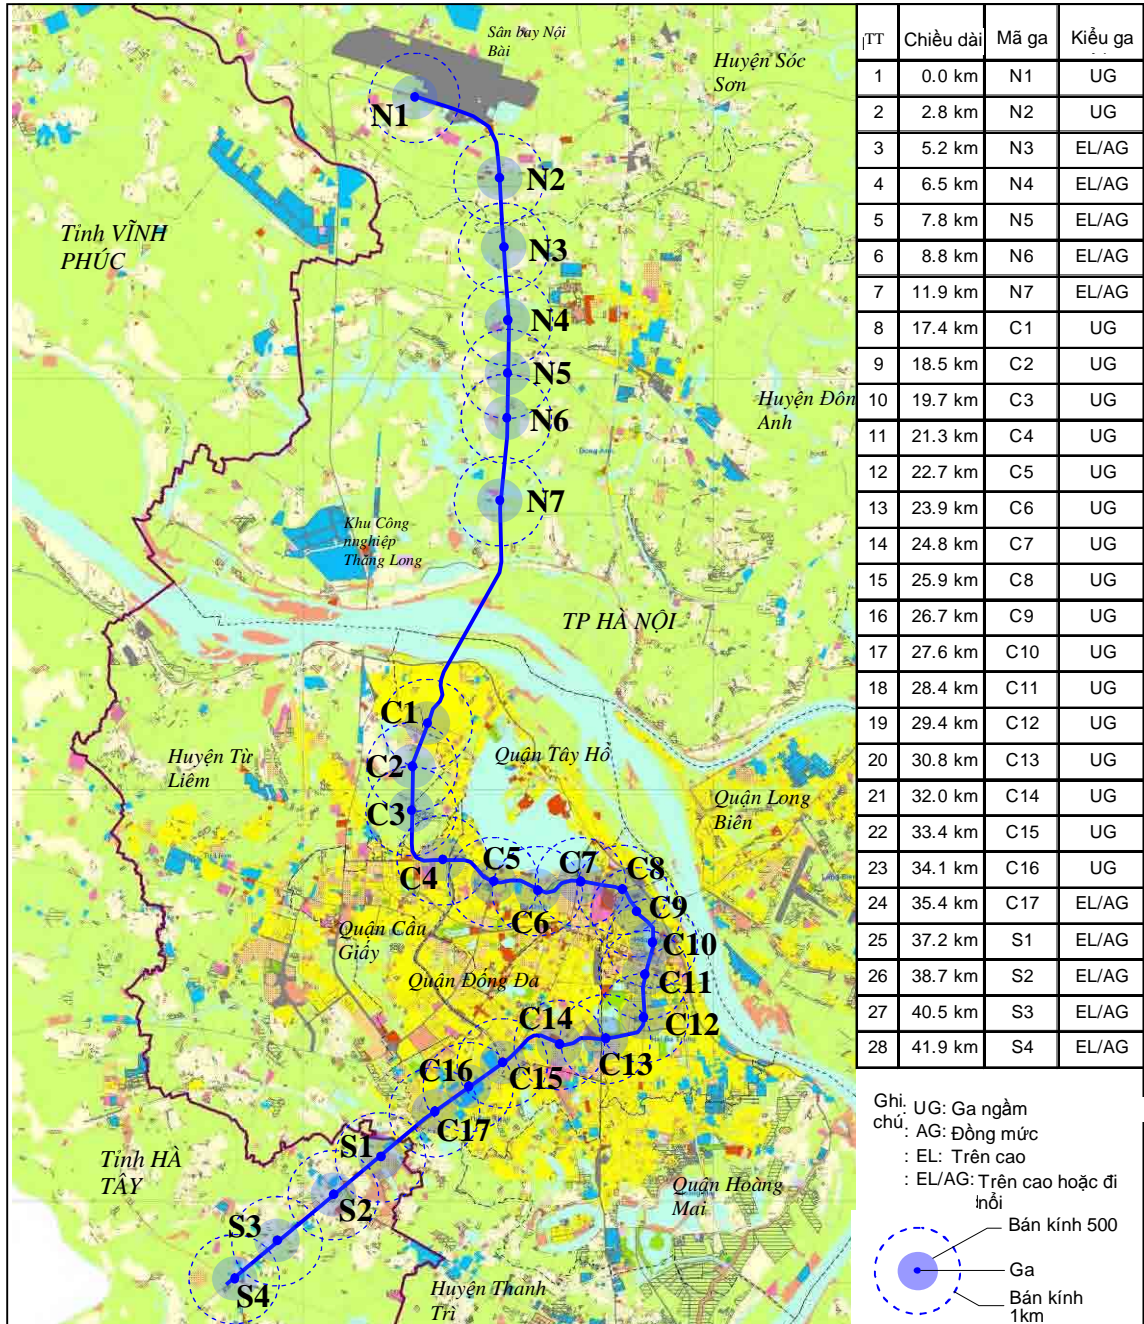 Sân bay Nội
Bài
Huyện Sóc
Sơn
N1
N2
Tỉnh VĨNH
PHÚC
N3
N4
N5
Huyện Đôn
Anh
N6
N7
Khu Công
nnghiệp
Thăng Long
TP HÀ NỘI
C1
Huyện Từ
Liêm
Quận Tây Hồ
C2
Quận Long
Biên
C3
C4
C5
C6
C7
C8
C9
Quận Cầu
Giấy
C10
Quận Đống Đa
C11
C12
C14
C13
C15
C16
C17
S1
Tỉnh HÀ
TÂY
S2
Quận Hoàng
Mai
S3
S4
Huyện Thanh
Trì
TT Chiều dài Mã ga Kiểu ga
1 0.0 km N1 UG
2 2.8 km N2 UG
3 5.2 km N3 EL/AG
4 6.5 km N4 EL/AG
5 7.8 km N5 EL/AG
6 8.8 km N6 EL/AG
7 11.9 km N7 EL/AG
8 17.4 km C1 UG
9 18.5 km C2 UG
10 19.7 km C3 UG
11 21.3 km C4 UG
12 22.7 km C5 UG
13 23.9 km C6 UG
14 24.8 km C7 UG
15 25.9 km C8 UG
16 26.7 km C9 UG
17 27.6 km C10 UG
18 28.4 km C11 UG
19 29.4 km C12 UG
20 30.8 km C13 UG
21 32.0 km C14 UG
22 33.4 km C15 UG
23 34.1 km C16 UG
24 35.4 km C17 EL/AG
25 37.2 km S1 EL/AG
26 38.7 km S2 EL/AG
27 40.5 km S3 EL/AG
28 41.9 km S4 EL/AG
Ghi
chú
: UG: Ga ngầm
: AG: Đồng mức
: EL: Trên cao
: EL/AG: Trên cao hoặc đi
nổi
Bán kính 500
Ga
Bán kính
1km